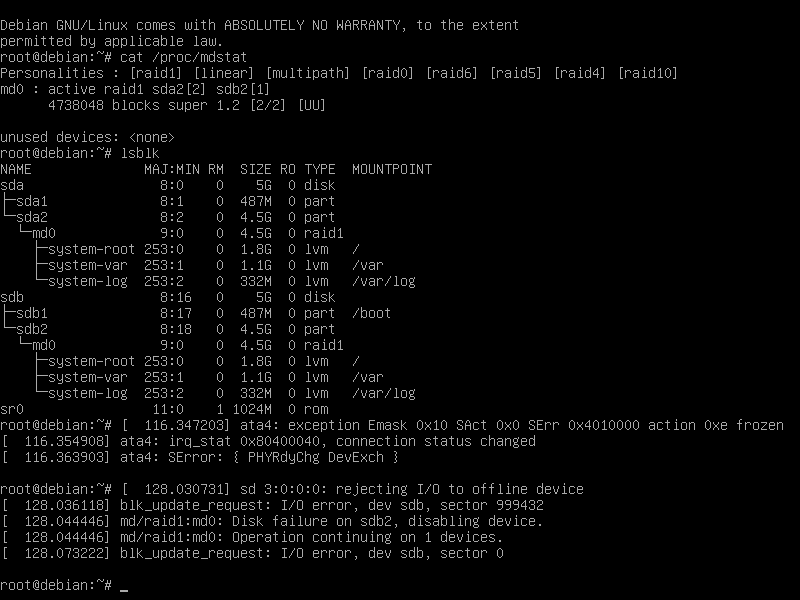 Debian GNU/Linux comes with ABSOLUTELY NO WARRANTY, to the extent
permitted by applicable law.
root@debian:~# cat /proc/mdstat
Personalities : [raid1] [linear] [multipath] [raid0] [raid6] [raid5] [raid4] [raid10]
md0 : active raid1 sda2[2] sdb2[1]
      4738048 blocks super 1.2 [2/2] [UU]

unused devices: <none>
root@debian:~# lsblk
NAME              MAJ:MIN RM   SIZE RO TYPE  MOUNTPOINT
sda                 8:0    0     5G  0 disk
├─sda1              8:1    0   487M  0 part
└─sda2              8:2    0   4.5G  0 part
  └─md0             9:0    0   4.5G  0 raid1
    ├─system-root 253:0    0   1.8G  0 lvm   /
    ├─system-var  253:1    0   1.1G  0 lvm   /var
    └─system-log  253:2    0   332M  0 lvm   /var/log
sdb                 8:16   0     5G  0 disk
├─sdb1              8:17   0   487M  0 part  /boot
└─sdb2              8:18   0   4.5G  0 part
  └─md0             9:0    0   4.5G  0 raid1
    ├─system-root 253:0    0   1.8G  0 lvm   /
    ├─system-var  253:1    0   1.1G  0 lvm   /var
    └─system-log  253:2    0   332M  0 lvm   /var/log
sr0                11:0    1  1024M  0 rom
root@debian:~# [  116.347203] ata4: exception Emask 0x10 SAct 0x0 SErr 0x4010000 action 0xe frozen
[  116.354908] ata4: irq_stat 0x80400040, connection status changed
[  116.363903] ata4: SError: { PHYRdyChg DevExch }

root@debian:~# [  128.030731] sd 3:0:0:0: rejecting I/O to offline device
[  128.036118] blk_update_request: I/O error, dev sdb, sector 999432
[  128.044446] md/raid1:md0: Disk failure on sdb2, disabling device.
[  128.044446] md/raid1:md0: Operation continuing on 1 devices.
[  128.073222] blk_update_request: I/O error, dev sdb, sector 0

root@debian:~# _